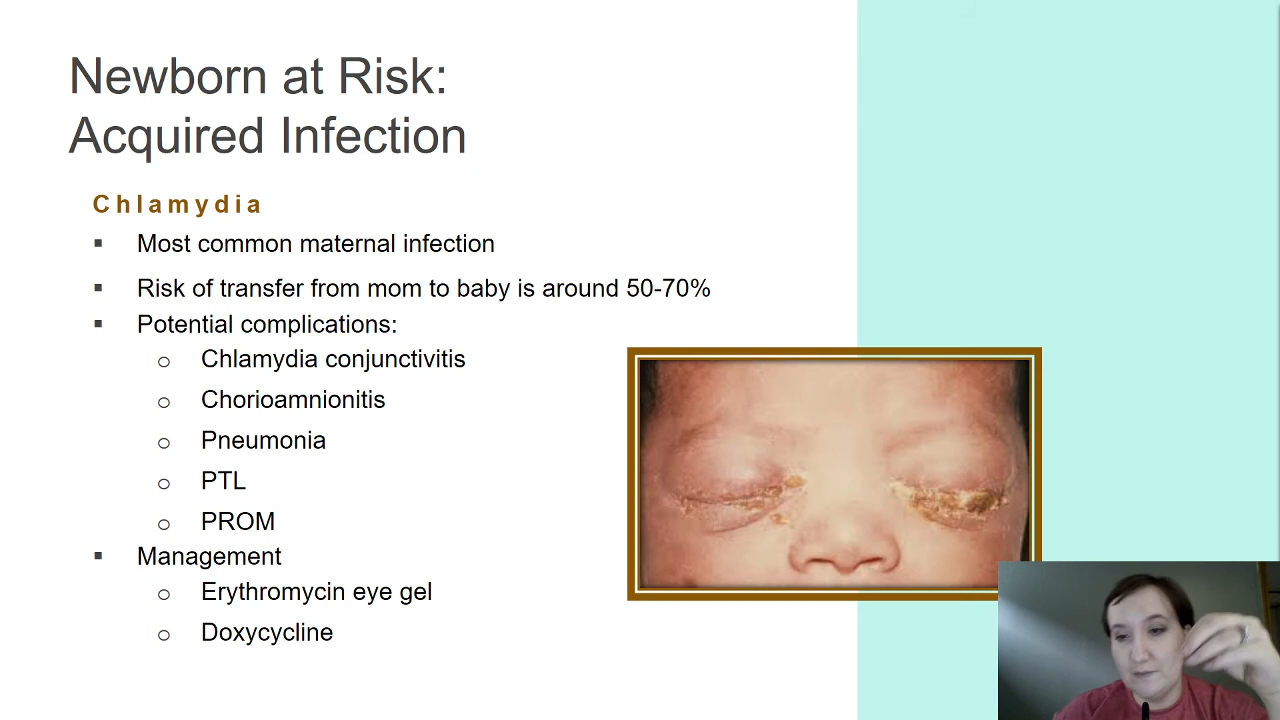 Newborn at Risk:
Acquired Infection
Chlamydia
▪ Most common maternal infection
▪ Risk of transfer from mom to baby is around 50-70%
▪ Potential complications:
o Chlamydia conjunctivitis
o Chorioamnionitis
o Pneumonia
o PTL
o PROM
▪ Management
o Erythromycin eye gel
o Doxycycline